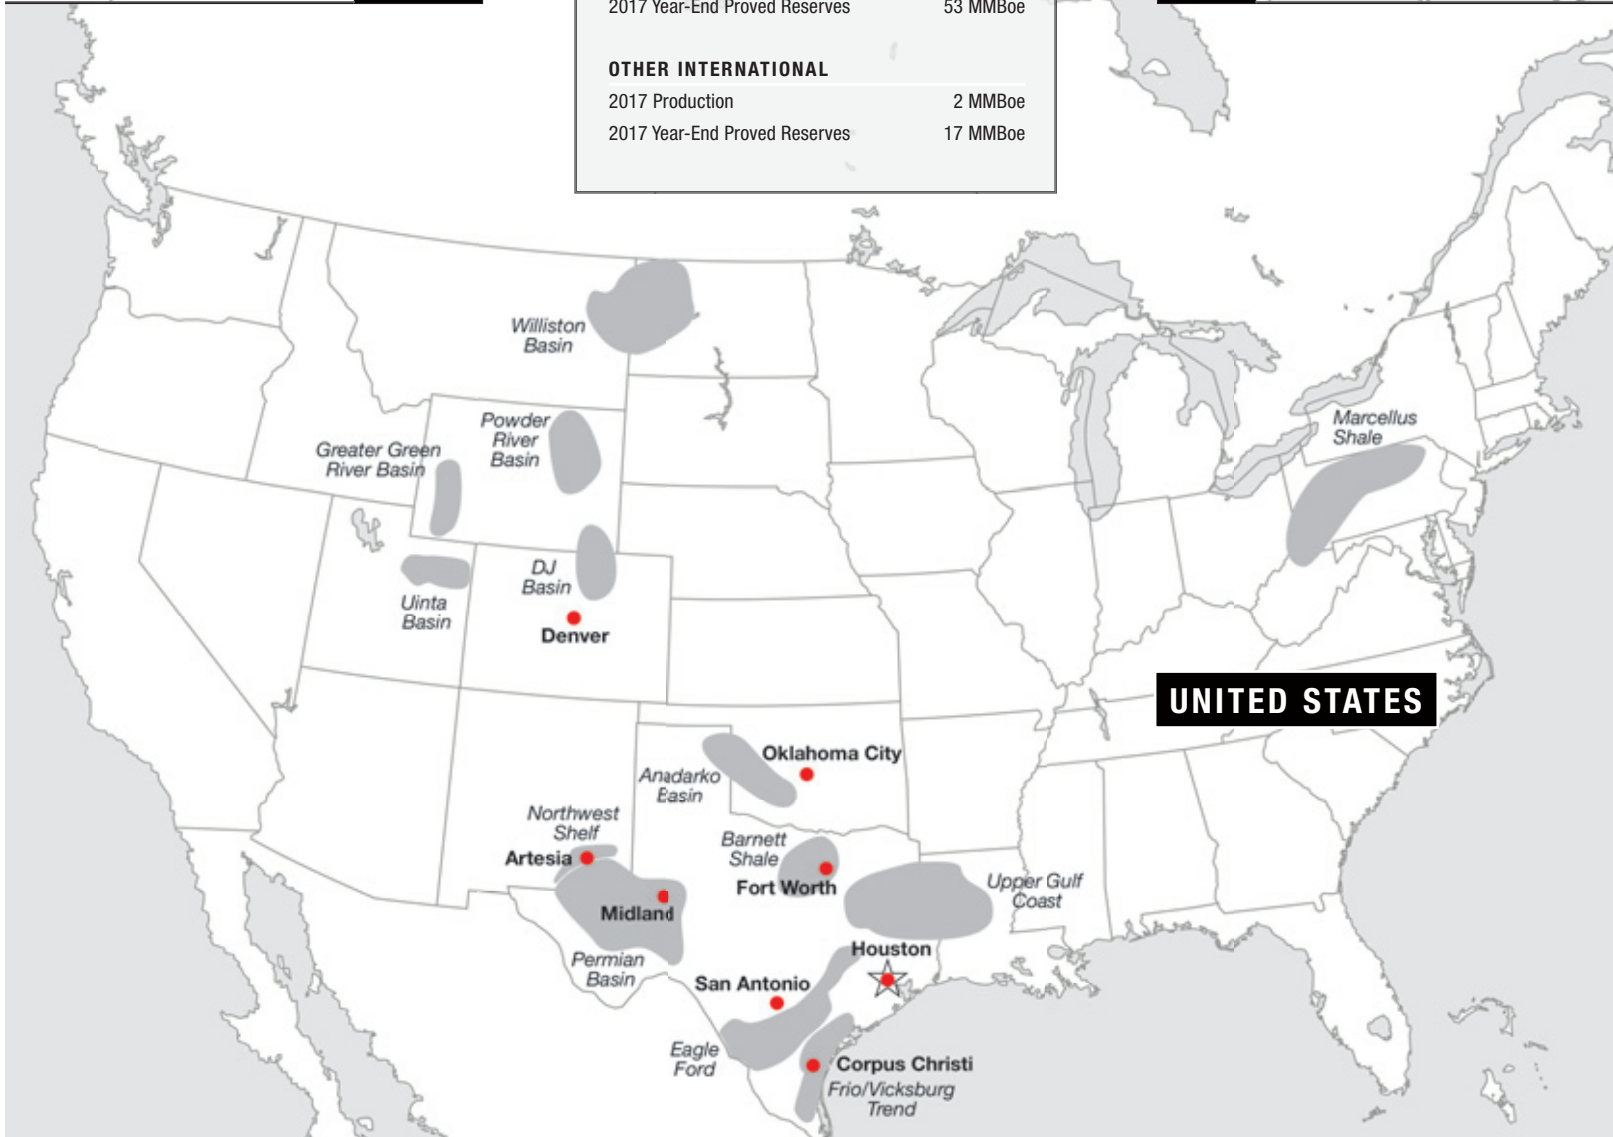 2017 Year-End Proved Reserves 53 MMBoe
OTHER INTERNATIONAL
2017 Production 2 MMBoe
2017 Year-End Proved Reserves 17 MMBoe
Williston
Basin
Powder
River
Basin
Greater Green
River Basin
Marcellus
Shale
DJ
Basin
Uinta
Basin
Denver
UNITED STATES
Oklahoma City
Anadarko
Basin
Northwest
Shelf
Artesia
Barnett
Shale
Fort Worth
Upper Gulf
Coast
Midland
Permian
Basin
Houston
San Antonio
Eagle
Ford
Corpus Christi
Frio/Vicksburg
Trend